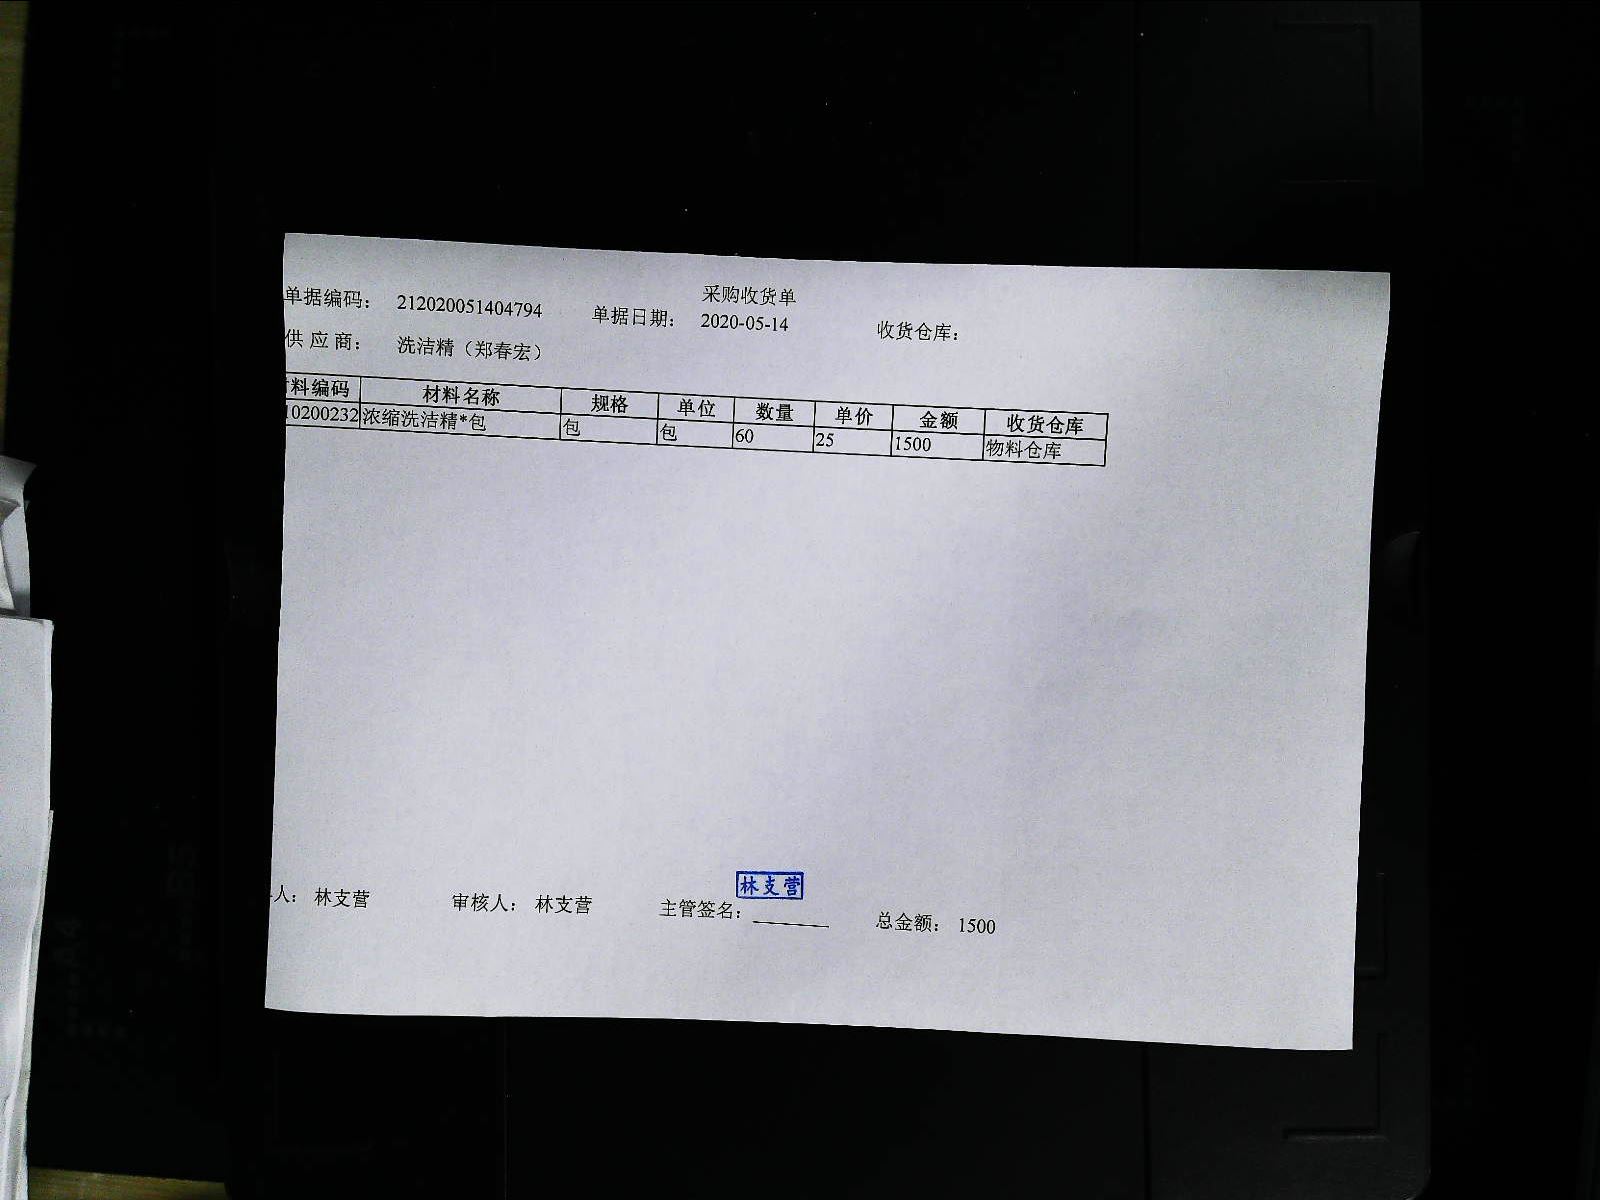 采购收货单
单据编码: 212020051404794 单据日期: 2020-05-14 收货仓库:
供应商: 洗洁精（郑春宏）
料编码 材料名称 规格 单位 数量 单价 金额 收货仓库
10200232 浓缩洗洁精*包 包 包 60 25 1500 物料仓库
林支营
人: 林支营 审核人: 林支营 主管签名: 总金额: 1500